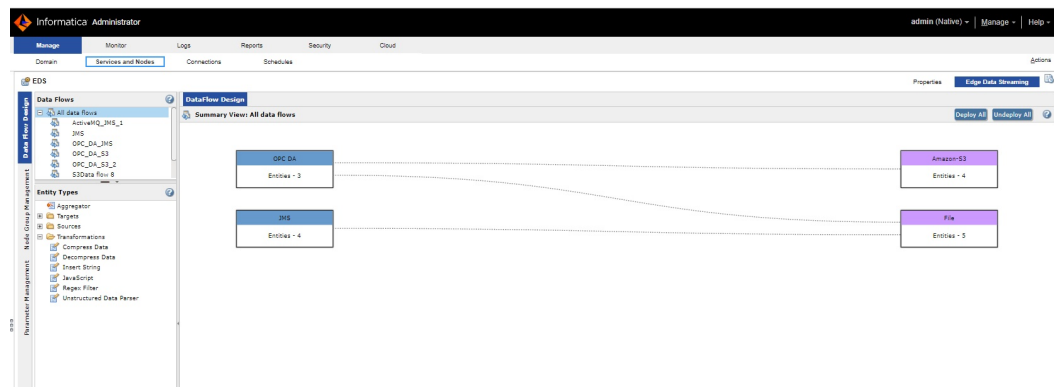 Informatica Administrator
admin (Native) Manage Help
Manage Monitor Logs Reports Security Cloud
Domain Services and Nodes Connections Schedules Actions
EDS
Properties Edge Data Streaming
Data Flow Design
Node Group Management
Parameter Management
Data Flows
All data flows
ActiveMQ_JMS_1
JMS
OPC_DA_JMS
OPC_DA_S3
OPC_DA_S3_2
S3Data flow 8
Entity Types
Aggregator
Targets
Sources
Transformations
Compress Data
Decompress Data
Insert String
JavaScript
Regex Filter
Unstructured Data Parser
DataFlow Design
Summary View: All data flows
Deploy All Undeploy All
OPC DA
Entities - 3
Amazon-S3
Entities - 4
JMS
Entities - 4
File
Entities - 5